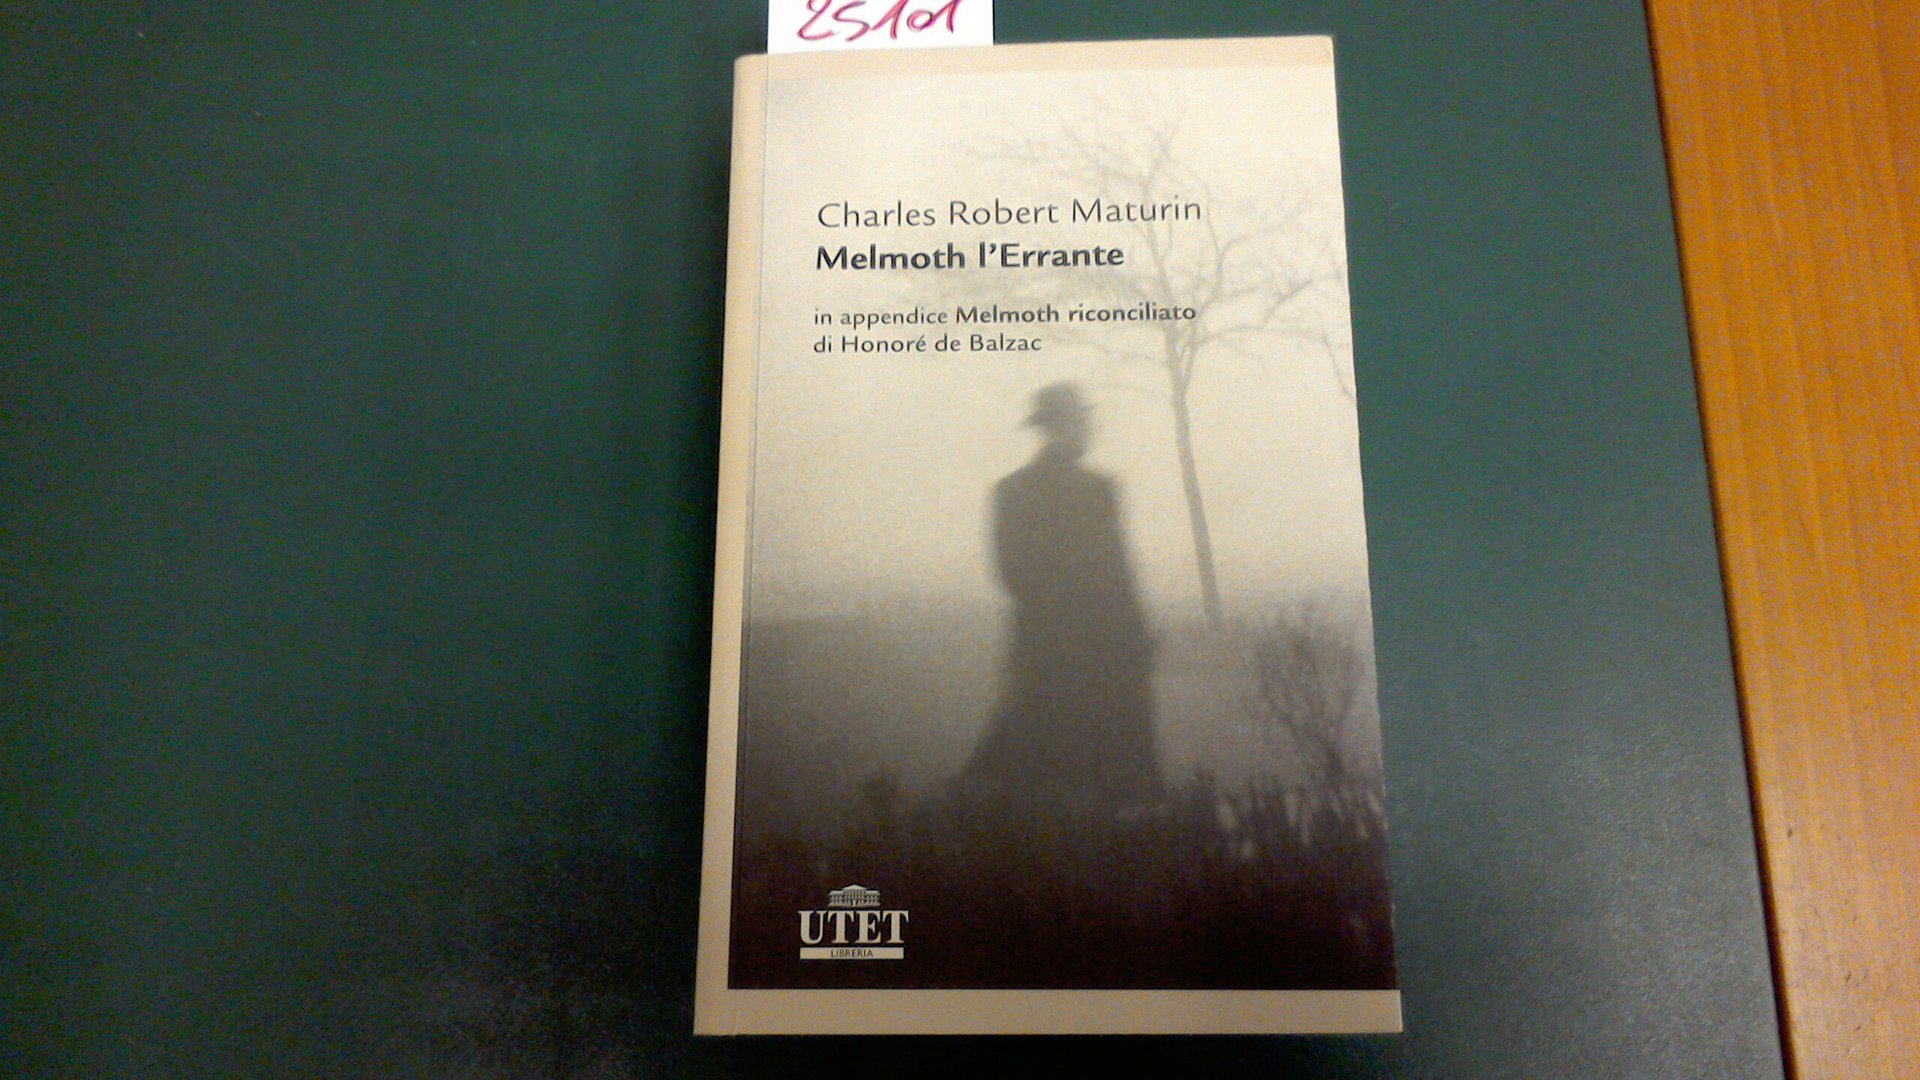 25101
Charles Robert Maturin
Melmoth l'Errante
in appendice Melmoth riconciliato
di Honoré de Balzac
UTET
LIBRERIA